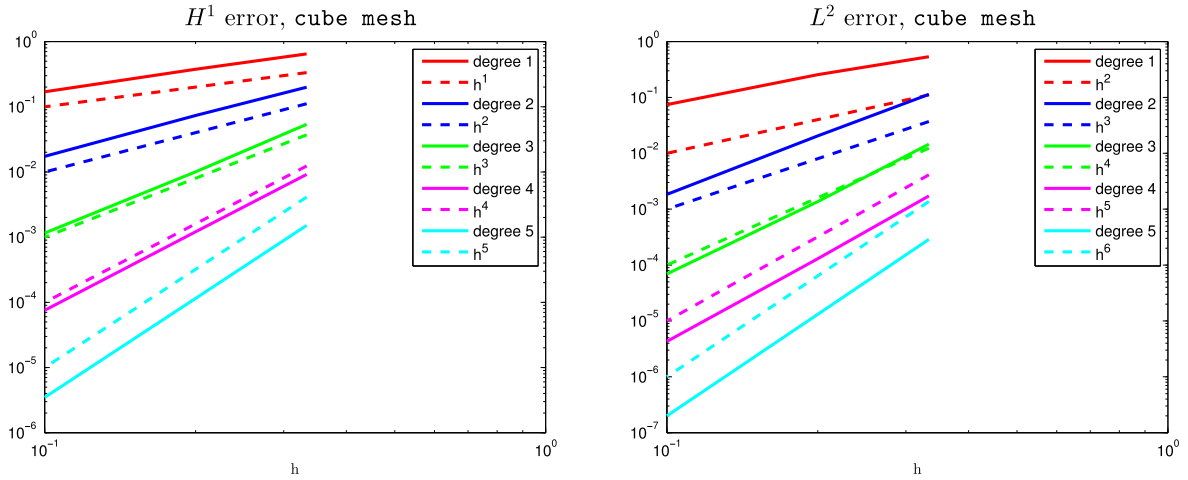 H¹ error, cube mesh
10⁰
10⁻¹
10⁻²
10⁻³
10⁻⁴
10⁻⁵
10⁻⁶
10⁻¹
10⁰
h
degree 1
h¹
degree 2
h²
degree 3
h³
degree 4
h⁴
degree 5
h⁵
L² error, cube mesh
10⁰
10⁻¹
10⁻²
10⁻³
10⁻⁴
10⁻⁵
10⁻⁶
10⁻⁷
10⁻¹
10⁰
h
degree 1
h²
degree 2
h³
degree 3
h⁴
degree 4
h�5
degree 5
h⁶